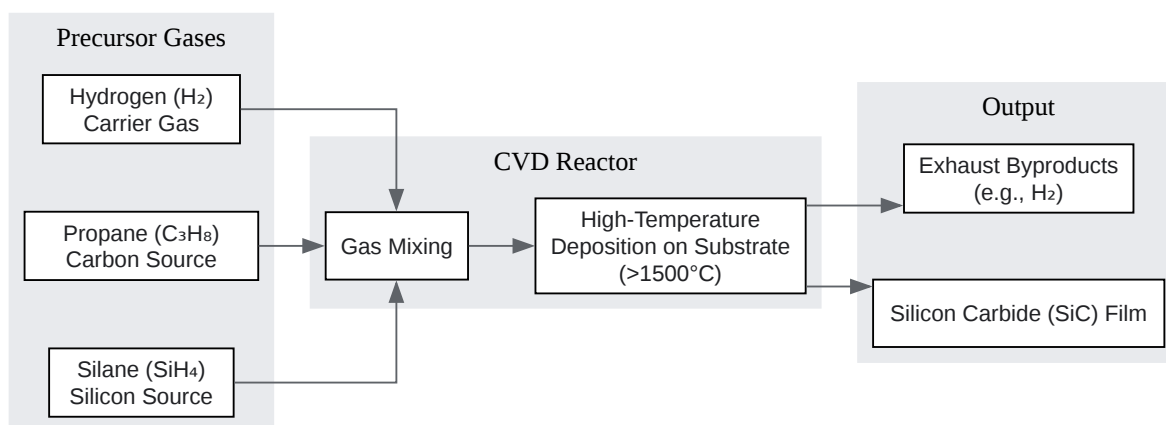 Precursor Gases
Hydrogen (H₂)
Carrier Gas
Propane (C₃H₈)
Carbon Source
Silane (SiH₄)
Silicon Source
CVD Reactor
Gas Mixing
High-Temperature
Deposition on Substrate
(>1500°C)
Output
Exhaust Byproducts
(e.g., H₂)
Silicon Carbide (SiC) Film